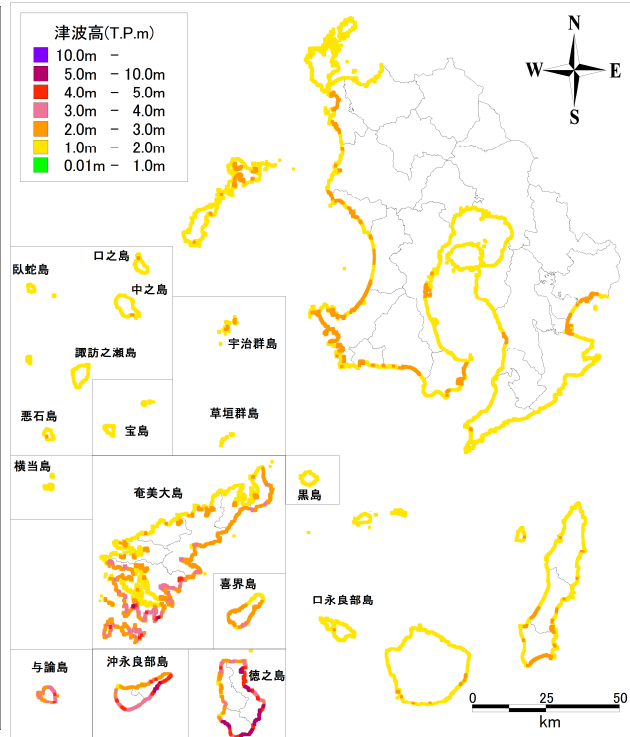 津波高(T.P.m)
10.0m −
5.0m − 10.0m
4.0m − 5.0m
3.0m − 4.0m
2.0m − 3.0m
1.0m − 2.0m
0.01m − 1.0m
N
W E
S
口之島
臥蛇島
中之島
宇治群島
諏訪之瀬島
悪石島
宝島
草垣群島
横当島
奄美大島
黒島
喜界島
口永良部島
与論島
沖永良部島
徳之島
0 25 50
km